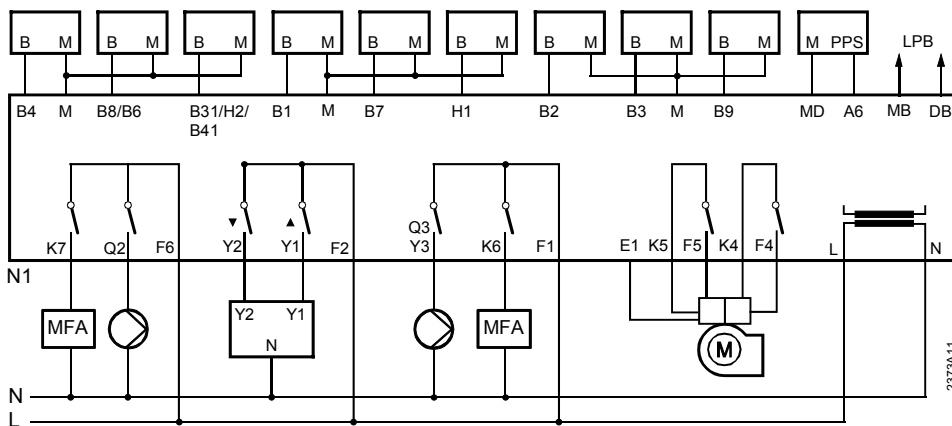 B M B M B M B M B M B M B M B M B M M PPS LPB
B4 M B8/B6 B31/H2/ B1 M B7 H1 B2 B3 M B9 MD A6 MB DB
B41
Q3
K7 Q2 F6 Y2 Y1 F2 Y3 K6 F1 E1 K5 F5 K4 F4 L N
N1
Y2 Y1
MFA MFA
N
M
2373A11
N
L